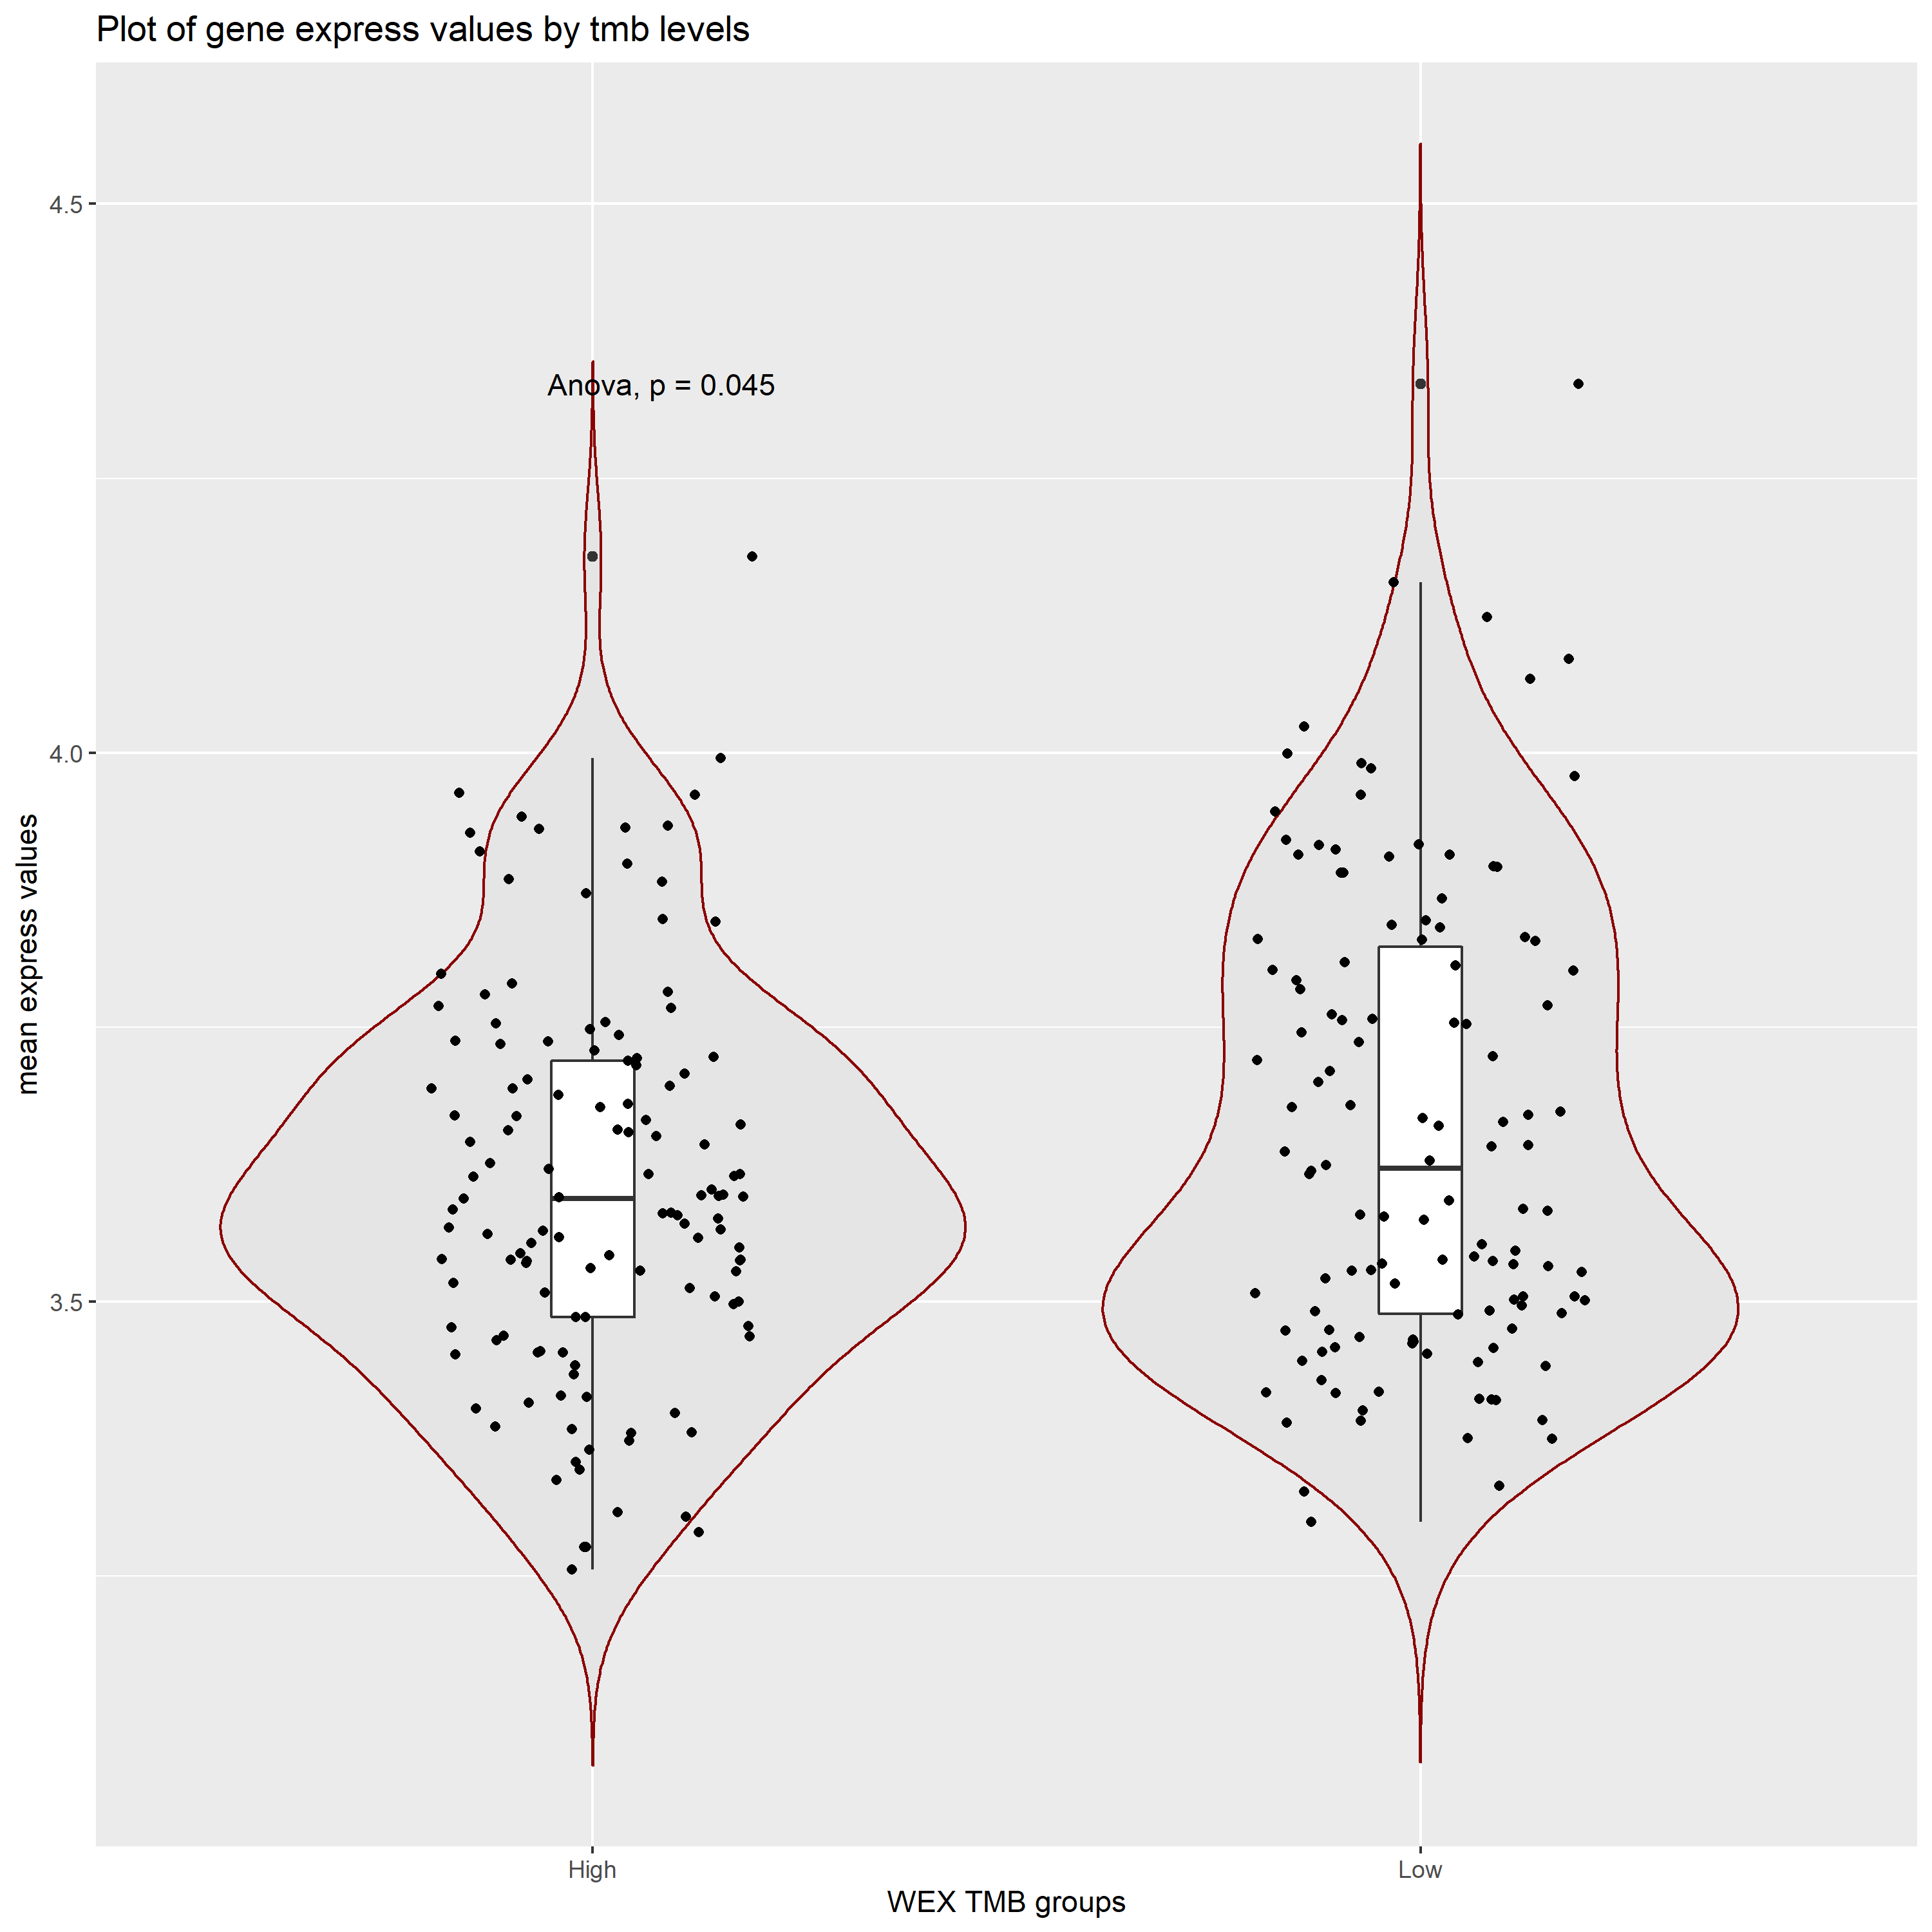 Plot of gene express values by tmb levels
4.5
Anova, p = 0.045
4.0
mean express values
3.5
High
Low
WEX TMB groups